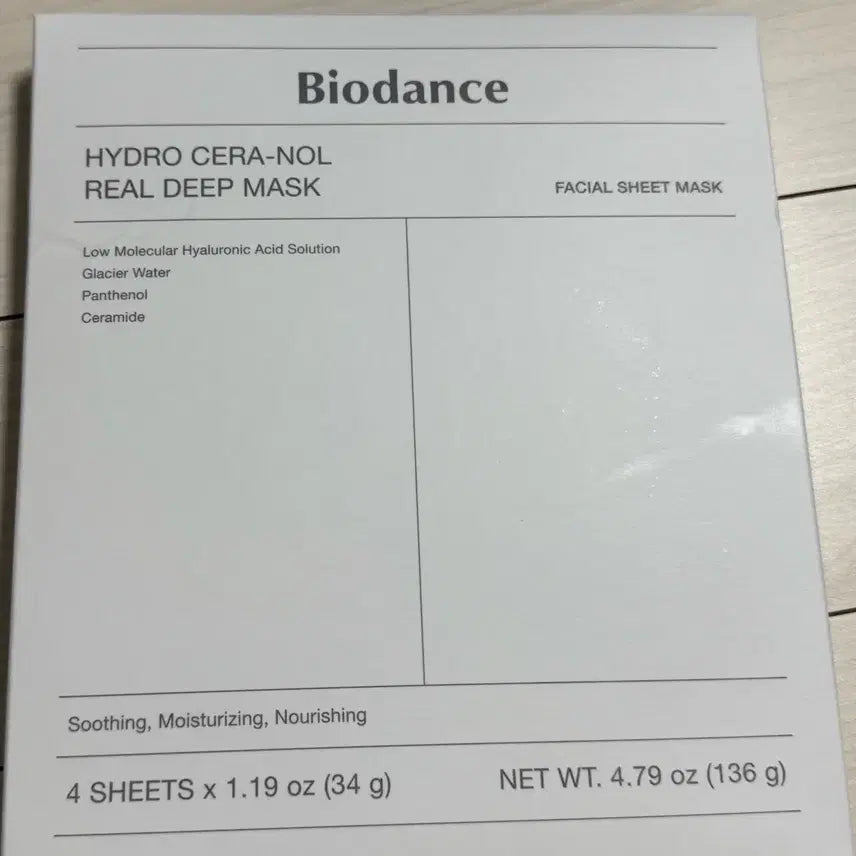 Biodance
HYDRO CERA-NOL
REAL DEEP MASK
FACIAL SHEET MASK
Low Molecular Hyaluronic Acid Solution
Glacier Water
Panthenol
Ceramide
Soothing, Moisturizing, Nourishing
4 SHEETS x 1.19 oz (34 g)
NET WT. 4.79 oz (136 g)